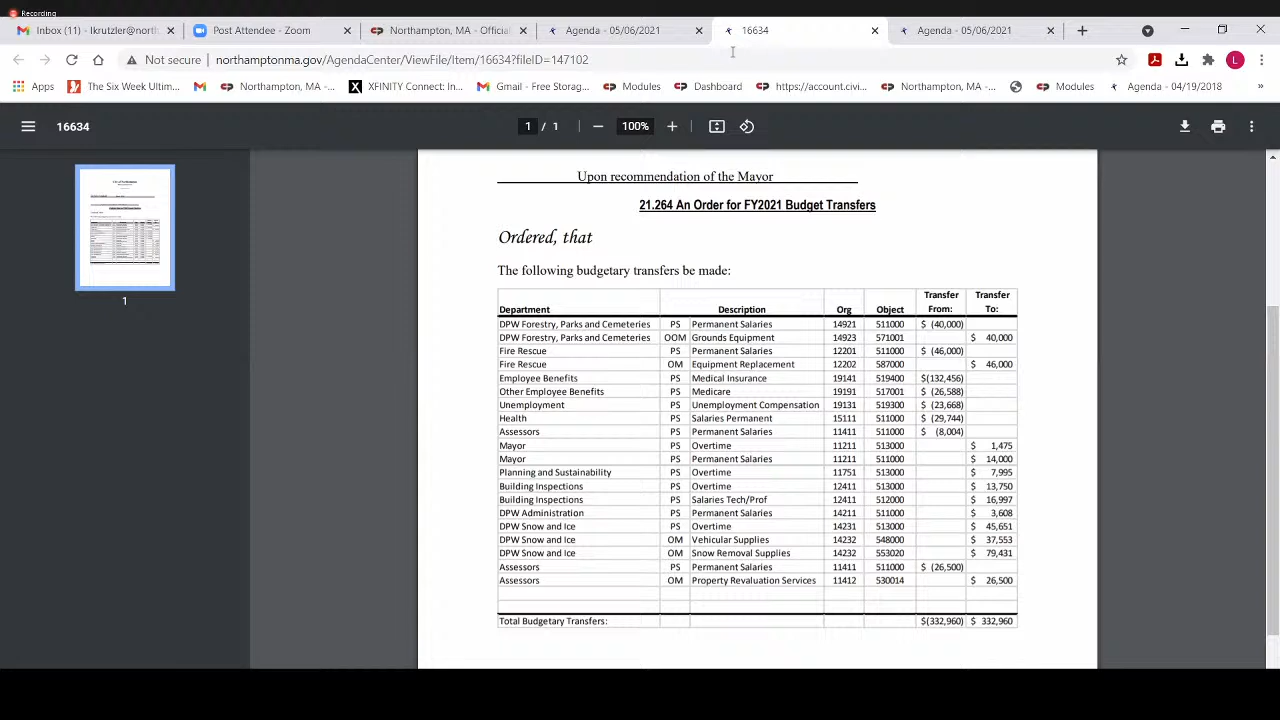 Recording
Inbox (11) - lkrutzler@north
Post Attendee - Zoom
Northampton, MA - Official
Agenda - 05/06/2021
16634
Agenda - 05/06/2021
Not secure northamptonma.gov/AgendaCenter/ViewFile/Item/16634?fileID=147102
L
Apps
The Six Week Ultim...
Northampton, MA -...
X
XFINITY Connect: In...
Gmail - Free Storag...
Modules
Dashboard
https://account.civi...
Northampton, MA -...
Modules
Agenda - 04/19/2018
»
16634
1 / 1
100%
1
Upon recommendation of the Mayor
21.264 An Order for FY2021 Budget Transfers
Ordered, that
The following budgetary transfers be made:
Department Description Org Object Transfer From: Transfer To:
DPW Forestry, Parks and Cemeteries PS Permanent Salaries 14921 511000 $ (40,000)
DPW Forestry, Parks and Cemeteries OOM Grounds Equipment 14923 571001 $ 40,000
Fire Rescue PS Permanent Salaries 12201 511000 $ (46,000)
Fire Rescue OM Equipment Replacement 12202 587000 $ 46,000
Employee Benefits PS Medical Insurance 19141 519400 $(132,456)
Other Employee Benefits PS Medicare 19191 517001 $ (26,588)
Unemployment PS Unemployment Compensation 19131 519300 $ (23,668)
Health PS Salaries Permanent 15111 511000 $ (29,744)
Assessors PS Permanent Salaries 11411 511000 $ (8,004)
Mayor PS Overtime 11211 513000 $ 1,475
Mayor PS Permanent Salaries 11211 511000 $ 14,000
Planning and Sustainability PS Overtime 11751 513000 $ 7,995
Building Inspections PS Overtime 12411 513000 $ 13,750
Building Inspections PS Salaries Tech/Prof 12411 512000 $ 16,997
DPW Administration PS Permanent Salaries 14211 511000 $ 3,608
DPW Snow and Ice PS Overtime 14231 513000 $ 45,651
DPW Snow and Ice OM Vehicular Supplies 14232 548000 $ 37,553
DPW Snow and Ice OM Snow Removal Supplies 14232 553020 $ 79,431
Assessors PS Permanent Salaries 11411 511000 $ (26,500)
Assessors OM Property Revaluation Services 11412 530014 $ 26,500
Total Budgetary Transfers: $(332,960) $ 332,960